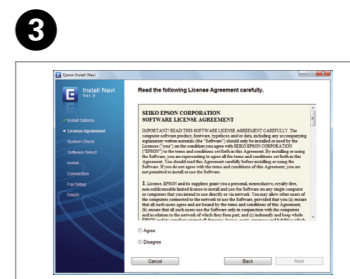 3
Epson Install Navi
Install Navi
Read the following License Agreement carefully.
Install Options
License Agreement
System Check
Software Select
Install
Connection
Fax Setup
Finish
SEIKO EPSON CORPORATION
SOFTWARE LICENSE AGREEMENT
IMPORTANT! READ THIS SOFTWARE LICENSE AGREEMENT CAREFULLY. The
computer software product, fontware, typefaces and/or data, including any accompanying
explanatory written materials (the "Software") should only be installed or used by the
Licensee ("you") on the condition you agree with SEIKO EPSON CORPORATION
("EPSON") to the terms and conditions set forth in this Agreement. By installing or using
the Software, you are representing to agree all the terms and conditions set forth in this
Agreement. You should read this Agreement carefully before installing or using the
Software. If you do not agree with the terms and conditions of this Agreement, you are
not permitted to install or use the Software.
1. License. EPSON and its suppliers grant you a personal, nonexclusive, royalty-free,
non-sublicensable limited license to install and use the Software on any single computer
or computers that you intend to use directly or via network. You may allow other users of
the computers connected to the network to use the Software, provided that you (a) ensure
that all such users agree and are bound by the terms and conditions of this Agreement,
(b) ensure that all such users use the Software only in conjunction with the computers
and in relation to the network of which they form part, and (c) indemnify and keep whole
Agree
Disagree
Cancel
Back
Next